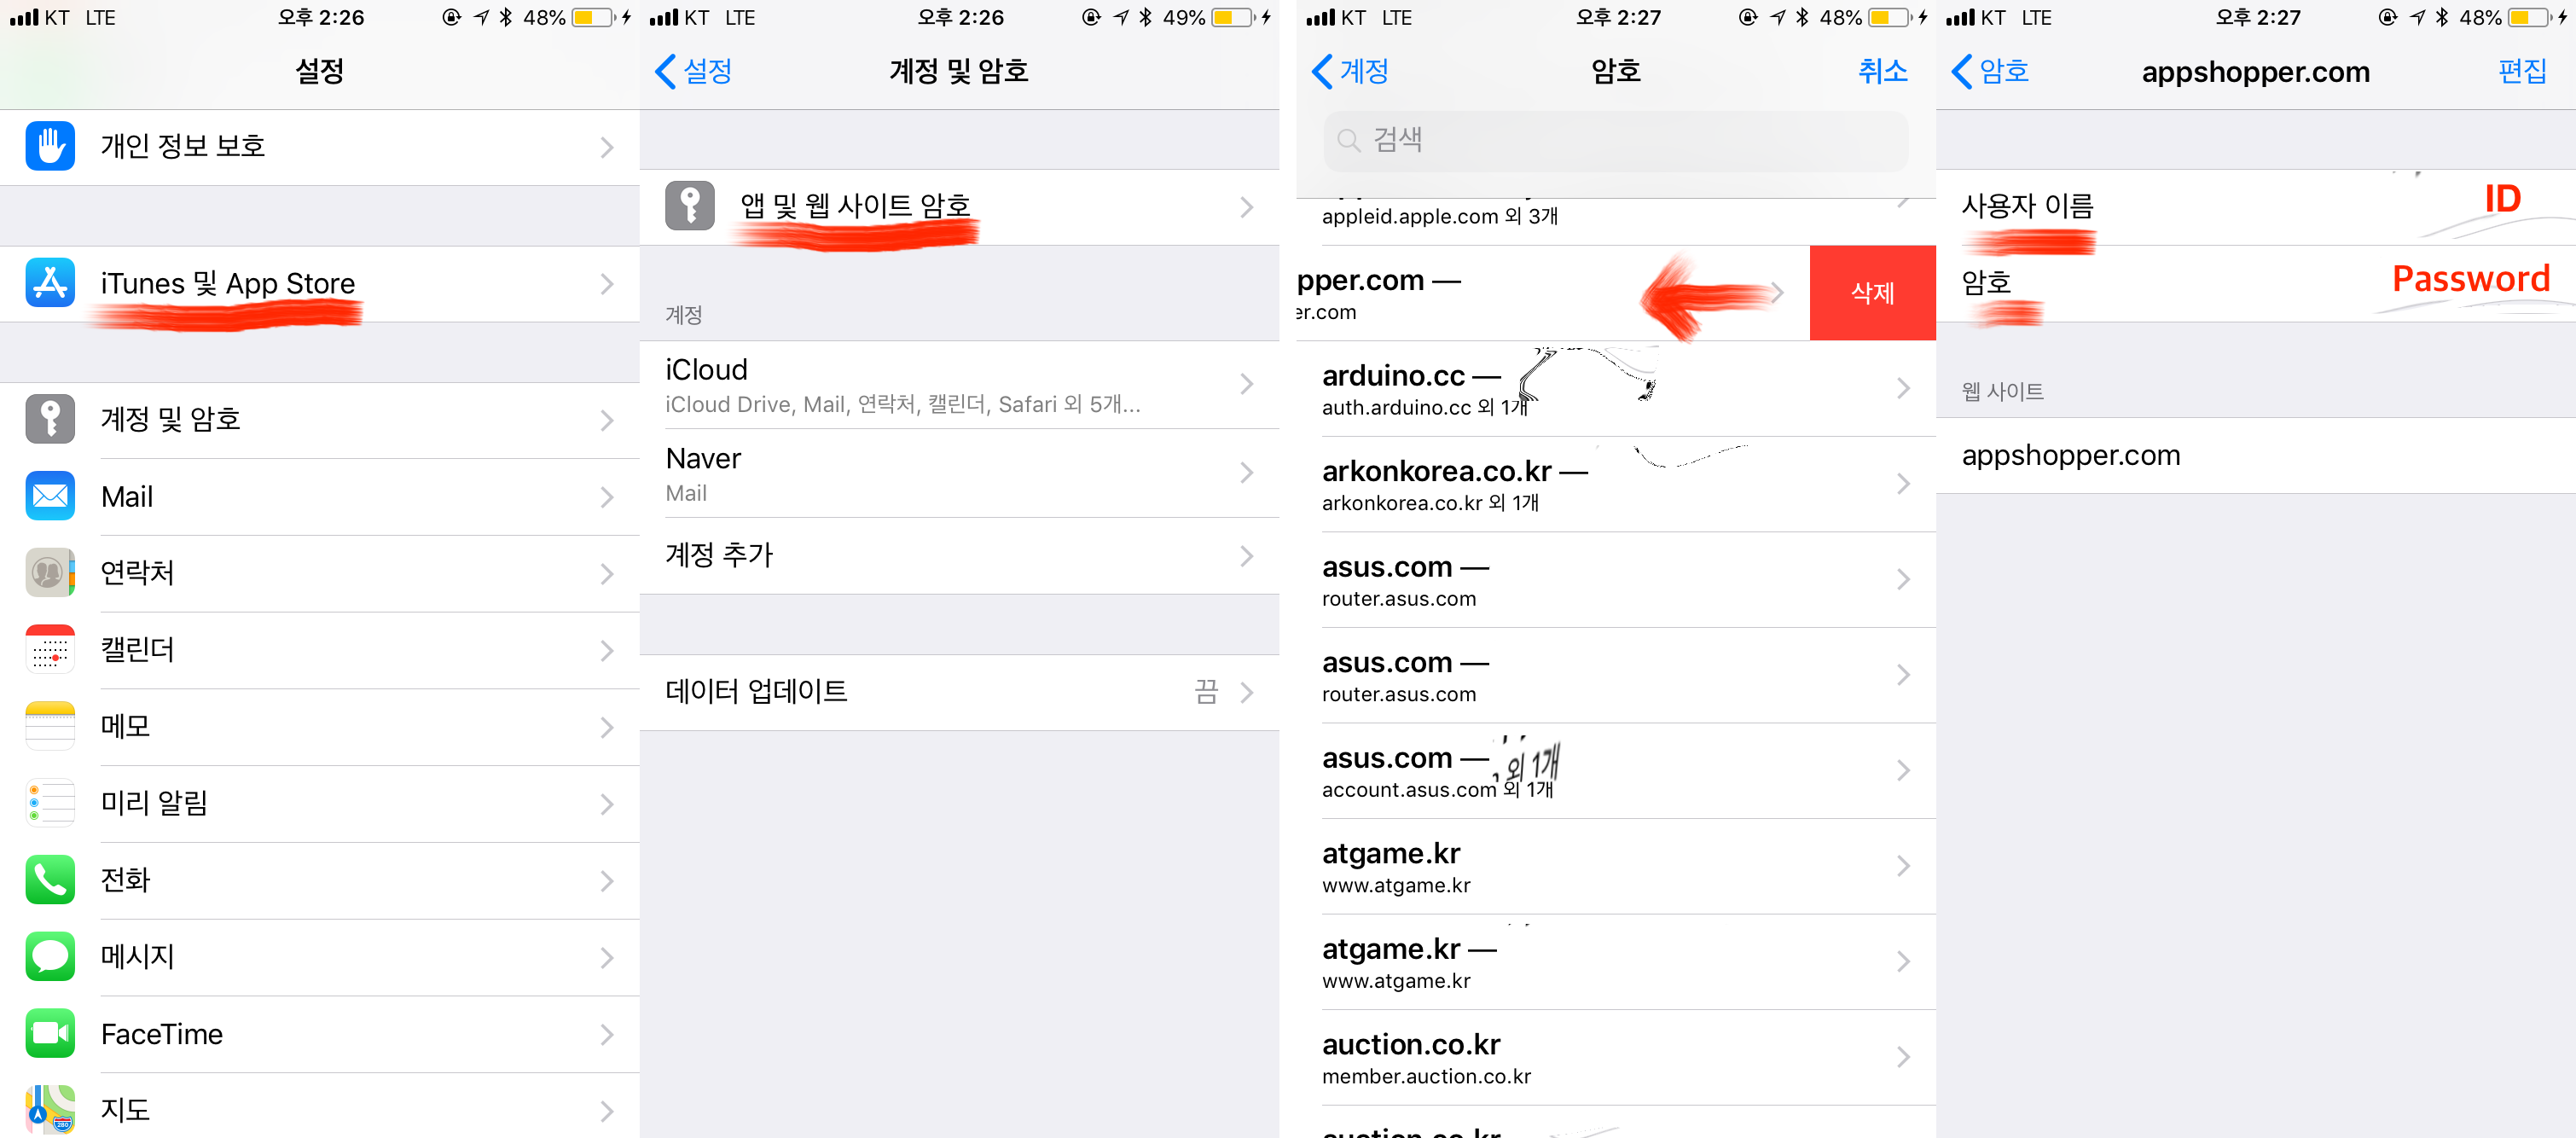 KT LTE 오후 2:26 48%
설정
개인 정보 보호
iTunes 및 App Store
계정 및 암호
Mail
연락처
캘린더
메모
미리 알림
전화
메시지
FaceTime
지도
280
KT LTE 오후 2:26 49%
설정 계정 및 암호
앱 및 웹 사이트 암호
계정
iCloud
iCloud Drive, Mail, 연락처, 캘린더, Safari 외 5개...
Naver
Mail
계정 추가
데이터 업데이트 끔
KT LTE 오후 2:27 48%
계정 암호 취소
검색
appleid.apple.com 외 3개
pper.com —
er.com
삭제
arduino.cc —
auth.arduino.cc 외 1개
arkonkorea.co.kr —
arkonkorea.co.kr 외 1개
asus.com —
router.asus.com
asus.com —
router.asus.com
asus.com —
외 1개
account.asus.com 외 1개
atgame.kr
www.atgame.kr
atgame.kr —
www.atgame.kr
auction.co.kr
member.auction.co.kr
auction.co.kr
KT LTE 오후 2:27 48%
암호 appshopper.com 편집
사용자 이름 ID
암호 Password
웹 사이트
appshopper.com